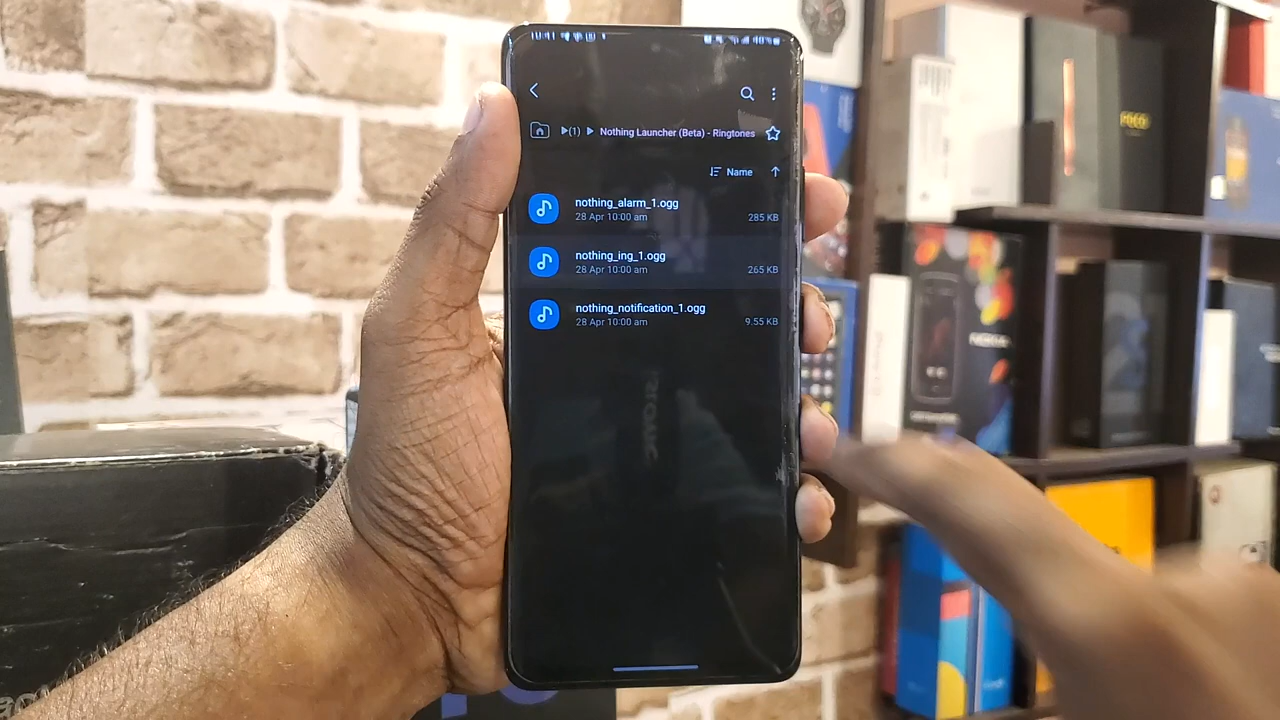 ▶(1) ▶ Nothing Launcher (Beta) - Ringtones
Name
nothing_alarm_1.ogg
28 Apr 10:00 am
285 KB
nothing_ing_1.ogg
28 Apr 10:00 am
265 KB
nothing_notification_1.ogg
28 Apr 10:00 am
9.55 KB
POCO
NOKIA